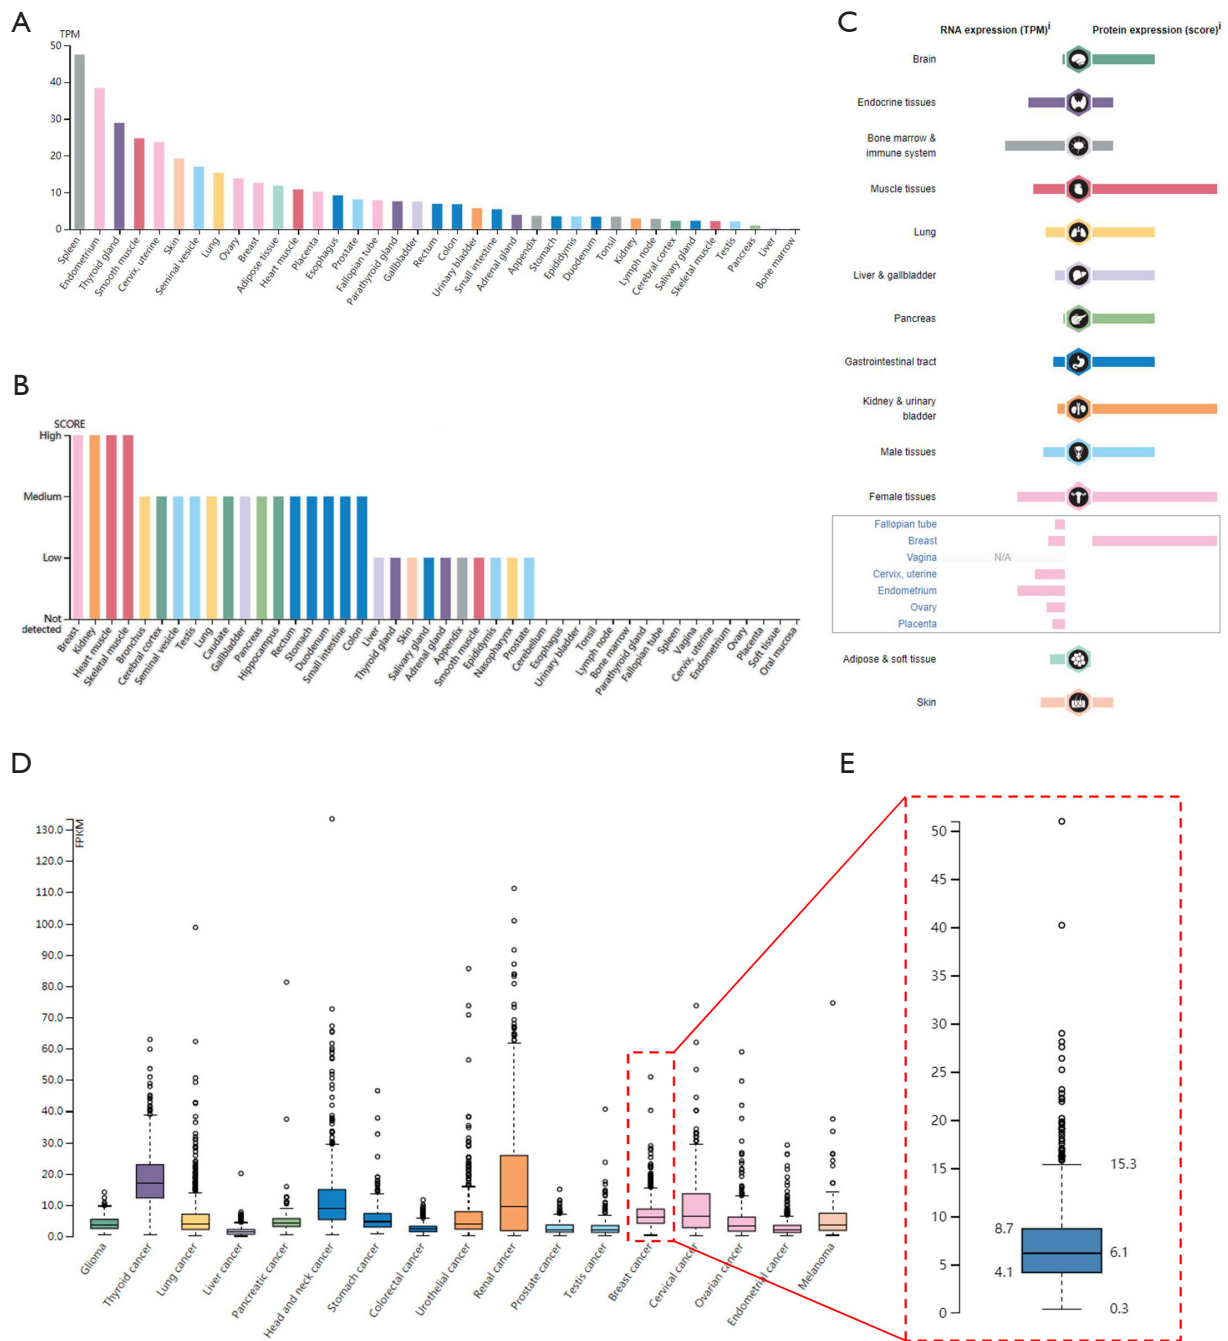 A
TPM
50
40
30
20
10
0
Spleen
Endometrium
Thyroid gland
Smooth muscle
Cervix, uterine
Skin
Seminal vesicle
Lung
Ovary
Breast
Adipose tissue
Heart muscle
Placenta
Esophagus
Prostate
Fallopian tube
Parathyroid gland
Gallbladder
Rectum
Colon
Urinary bladder
Small intestine
Adrenal gland
Appendix
Stomach
Epididymis
Duodenum
Tonsil
Kidney
Lymph node
Cerebral cortex
Salivary gland
Skeletal muscle
Testis
Pancreas
Liver
Bone marrow
B
SCORE
High
Medium
Low
Not
detected
Breast
Kidney
Heart muscle
Skeletal muscle
Bronchus
Cerebral cortex
Seminal vesicle
Testis
Lung
Caudate
Gallbladder
Pancreas
Hippocampus
Rectum
Stomach
Duodenum
Small intestine
Colon
Liver
Thyroid gland
Skin
Salivary gland
Adrenal gland
Appendix
Smooth muscle
Epididymis
Nasopharynx
Prostate
Cerebellum
Esophagus
Urinary bladder
Tonsil
Lymph node
Bone marrow
Parathyroid gland
Fallopian tube
Spleen
Vagina
Cervix, uterine
Endometrium
Ovary
Placenta
Soft tissue
Oral mucosa
C
RNA expression (TPM)i Protein expression (score)i
Brain
Endocrine tissues
Bone marrow &
immune system
Muscle tissues
Lung
Liver & gallbladder
Pancreas
Gastrointestinal tract
Kidney & urinary
bladder
Male tissues
Female tissues
Fallopian tube
Breast
Vagina N/A
Cervix, uterine
Endometrium
Ovary
Placenta
Adipose & soft tissue
Skin
D
FPKM
130.0
120.0
110.0
100.0
90.0
80.0
70.0
60.0
50.0
40.0
30.0
20.0
10.0
0.0
Glioma
Thyroid cancer
Lung cancer
Liver cancer
Pancreatic cancer
Head and neck cancer
Stomach cancer
Colorectal cancer
Urothelial cancer
Renal cancer
Prostate cancer
Testis cancer
Breast cancer
Cervical cancer
Ovarian cancer
Endometrial cancer
Melanoma
E
50
45
40
35
30
25
20
15
10
5
0
15.3
8.7
6.1
4.1
0.3